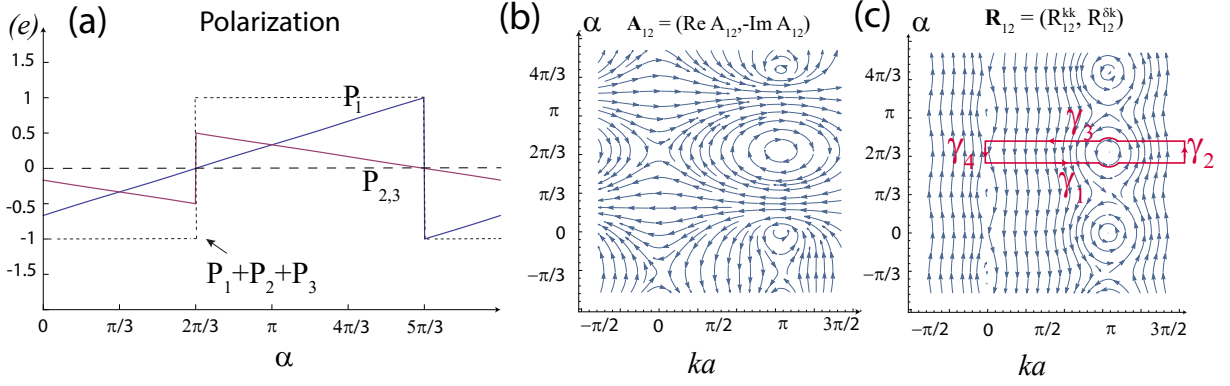 (a) Polarization
(e)
1.5
1
0.5
0
-0.5
-1
-1.5
P₁
P₂,₃
P₁+P₂+P₃
0 π/3 2π/3 π 4π/3 5π/3
α
(b)
α A₁₂ = (Re A₁₂,-Im A₁₂)
4π/3
π
2π/3
π/3
0
−π/3
−π/2 0 π/2 π 3π/2
ka
(c)
α R₁₂ = (R₁₂ᵏᵏ, R₁₂ᵟᵏ)
4π/3
π
2π/3
π/3
0
−π/3
γ₃
γ₄ γ₂
γ₁
−π/2 0 π/2 π 3π/2
ka